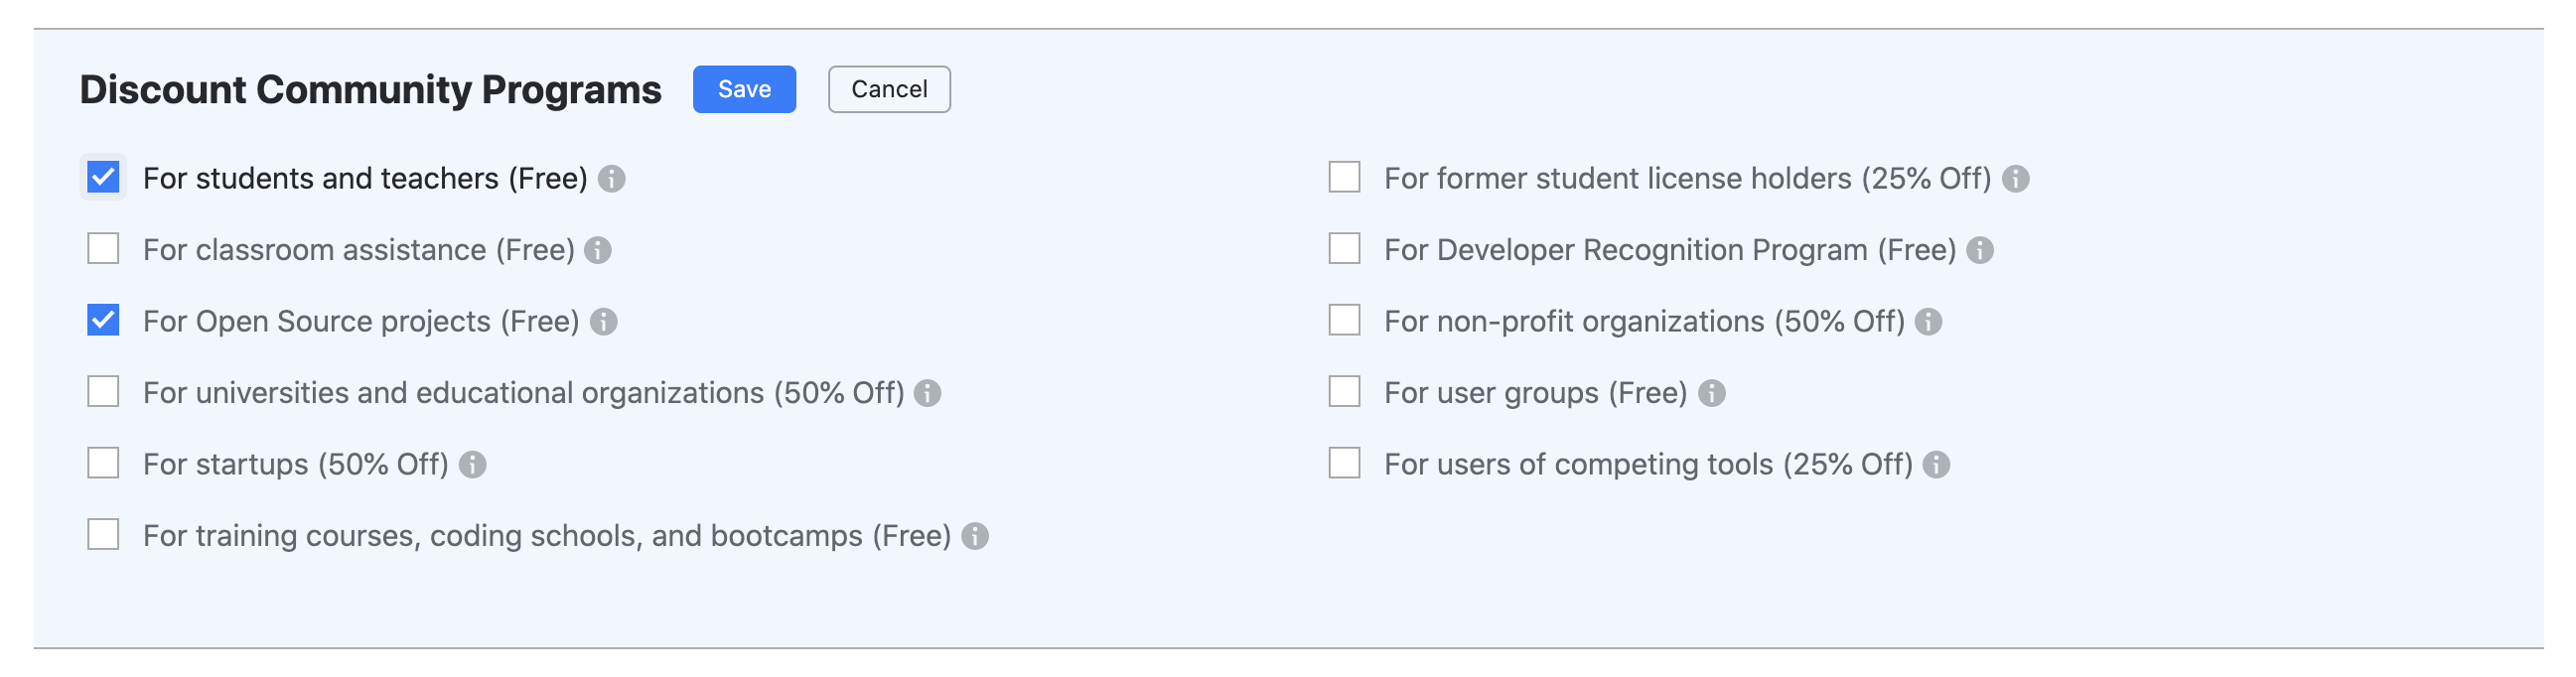 Discount Community Programs Save Cancel
For students and teachers (Free)
For classroom assistance (Free)
For Open Source projects (Free)
For universities and educational organizations (50% Off)
For startups (50% Off)
For training courses, coding schools, and bootcamps (Free)
For former student license holders (25% Off)
For Developer Recognition Program (Free)
For non-profit organizations (50% Off)
For user groups (Free)
For users of competing tools (25% Off)